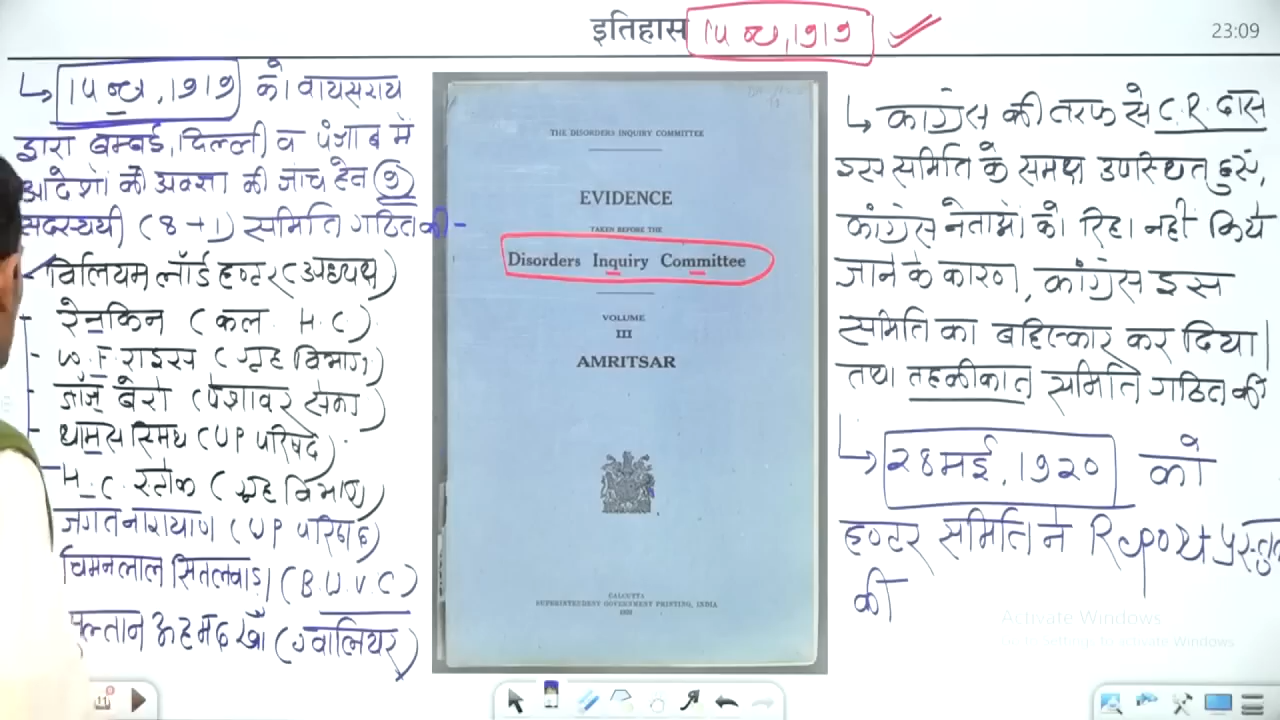 इतिहास 14 अक्टू, 1919
23:09
14 अक्टू, 1919 को वायसराय
द्वारा बम्बई, दिल्ली व पंजाब में
आदेशों की अवज्ञा की जांच हेतु 9
सदस्ययी (8+1) समिति गठित की -
विलियम लॉर्ड हण्टर (अध्यक्ष)
रेनकिन (कल. H.C)
W.F. राइस (गृह विभाग)
जॉर्ज बेरो (पेशावर सेना)
थामस स्मिथ (UP परिषद)
H.C. स्तोक (गृह विभाग)
जगतनारायण (UP परिषद)
चिमनलाल सितलवाड़ (B.U.V.C)
सुल्तान अहमद खाँ (ग्वालियर)
THE DISORDERS INQUIRY COMMITTEE
EVIDENCE
TAKEN BEFORE THE
Disorders Inquiry Committee
VOLUME
III
AMRITSAR
CALCUTTA
SUPERINTENDENT GOVERNMENT PRINTING, INDIA
कांग्रेस की तरफ से C.R. दास
इस समिति के समक्ष उपस्थित हुए,
कांग्रेस नेताओं को रिहा नही किये
जाने के कारण, कांग्रेस इस
समिति का बहिस्कार कर दिया|
तथा तहकीकात समिति गठित की
28 मई, 1920 को
हण्टर समिति ने Report प्रस्तुत
की
Activate Windows